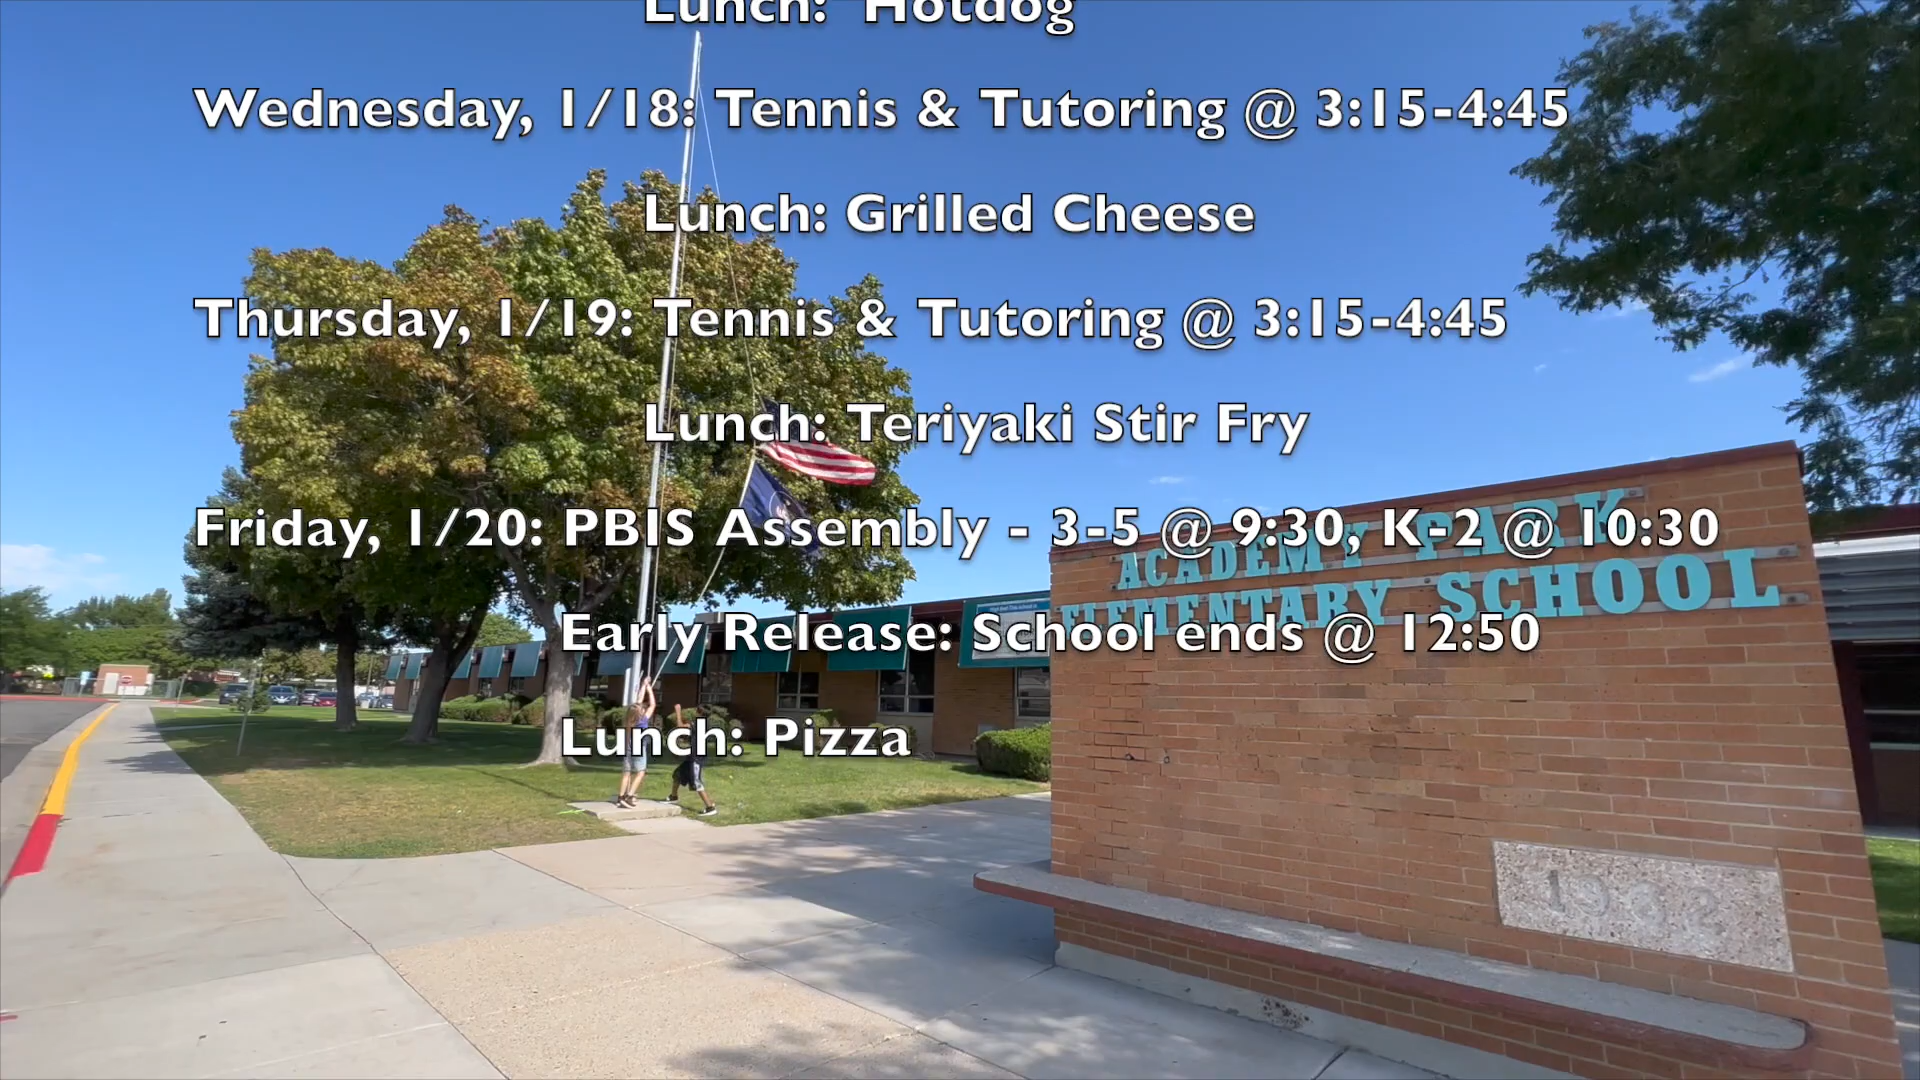 Lunch: Hotdog
Wednesday, 1/18: Tennis & Tutoring @ 3:15-4:45
Lunch: Grilled Cheese
Thursday, 1/19: Tennis & Tutoring @ 3:15-4:45
Lunch: Teriyaki Stir Fry
Friday, 1/20: PBIS Assembly - 3-5 @ 9:30, K-2 @ 10:30
Early Release: School ends @ 12:50
Lunch: Pizza
ACADEMY PARK
ELEMENTARY SCHOOL